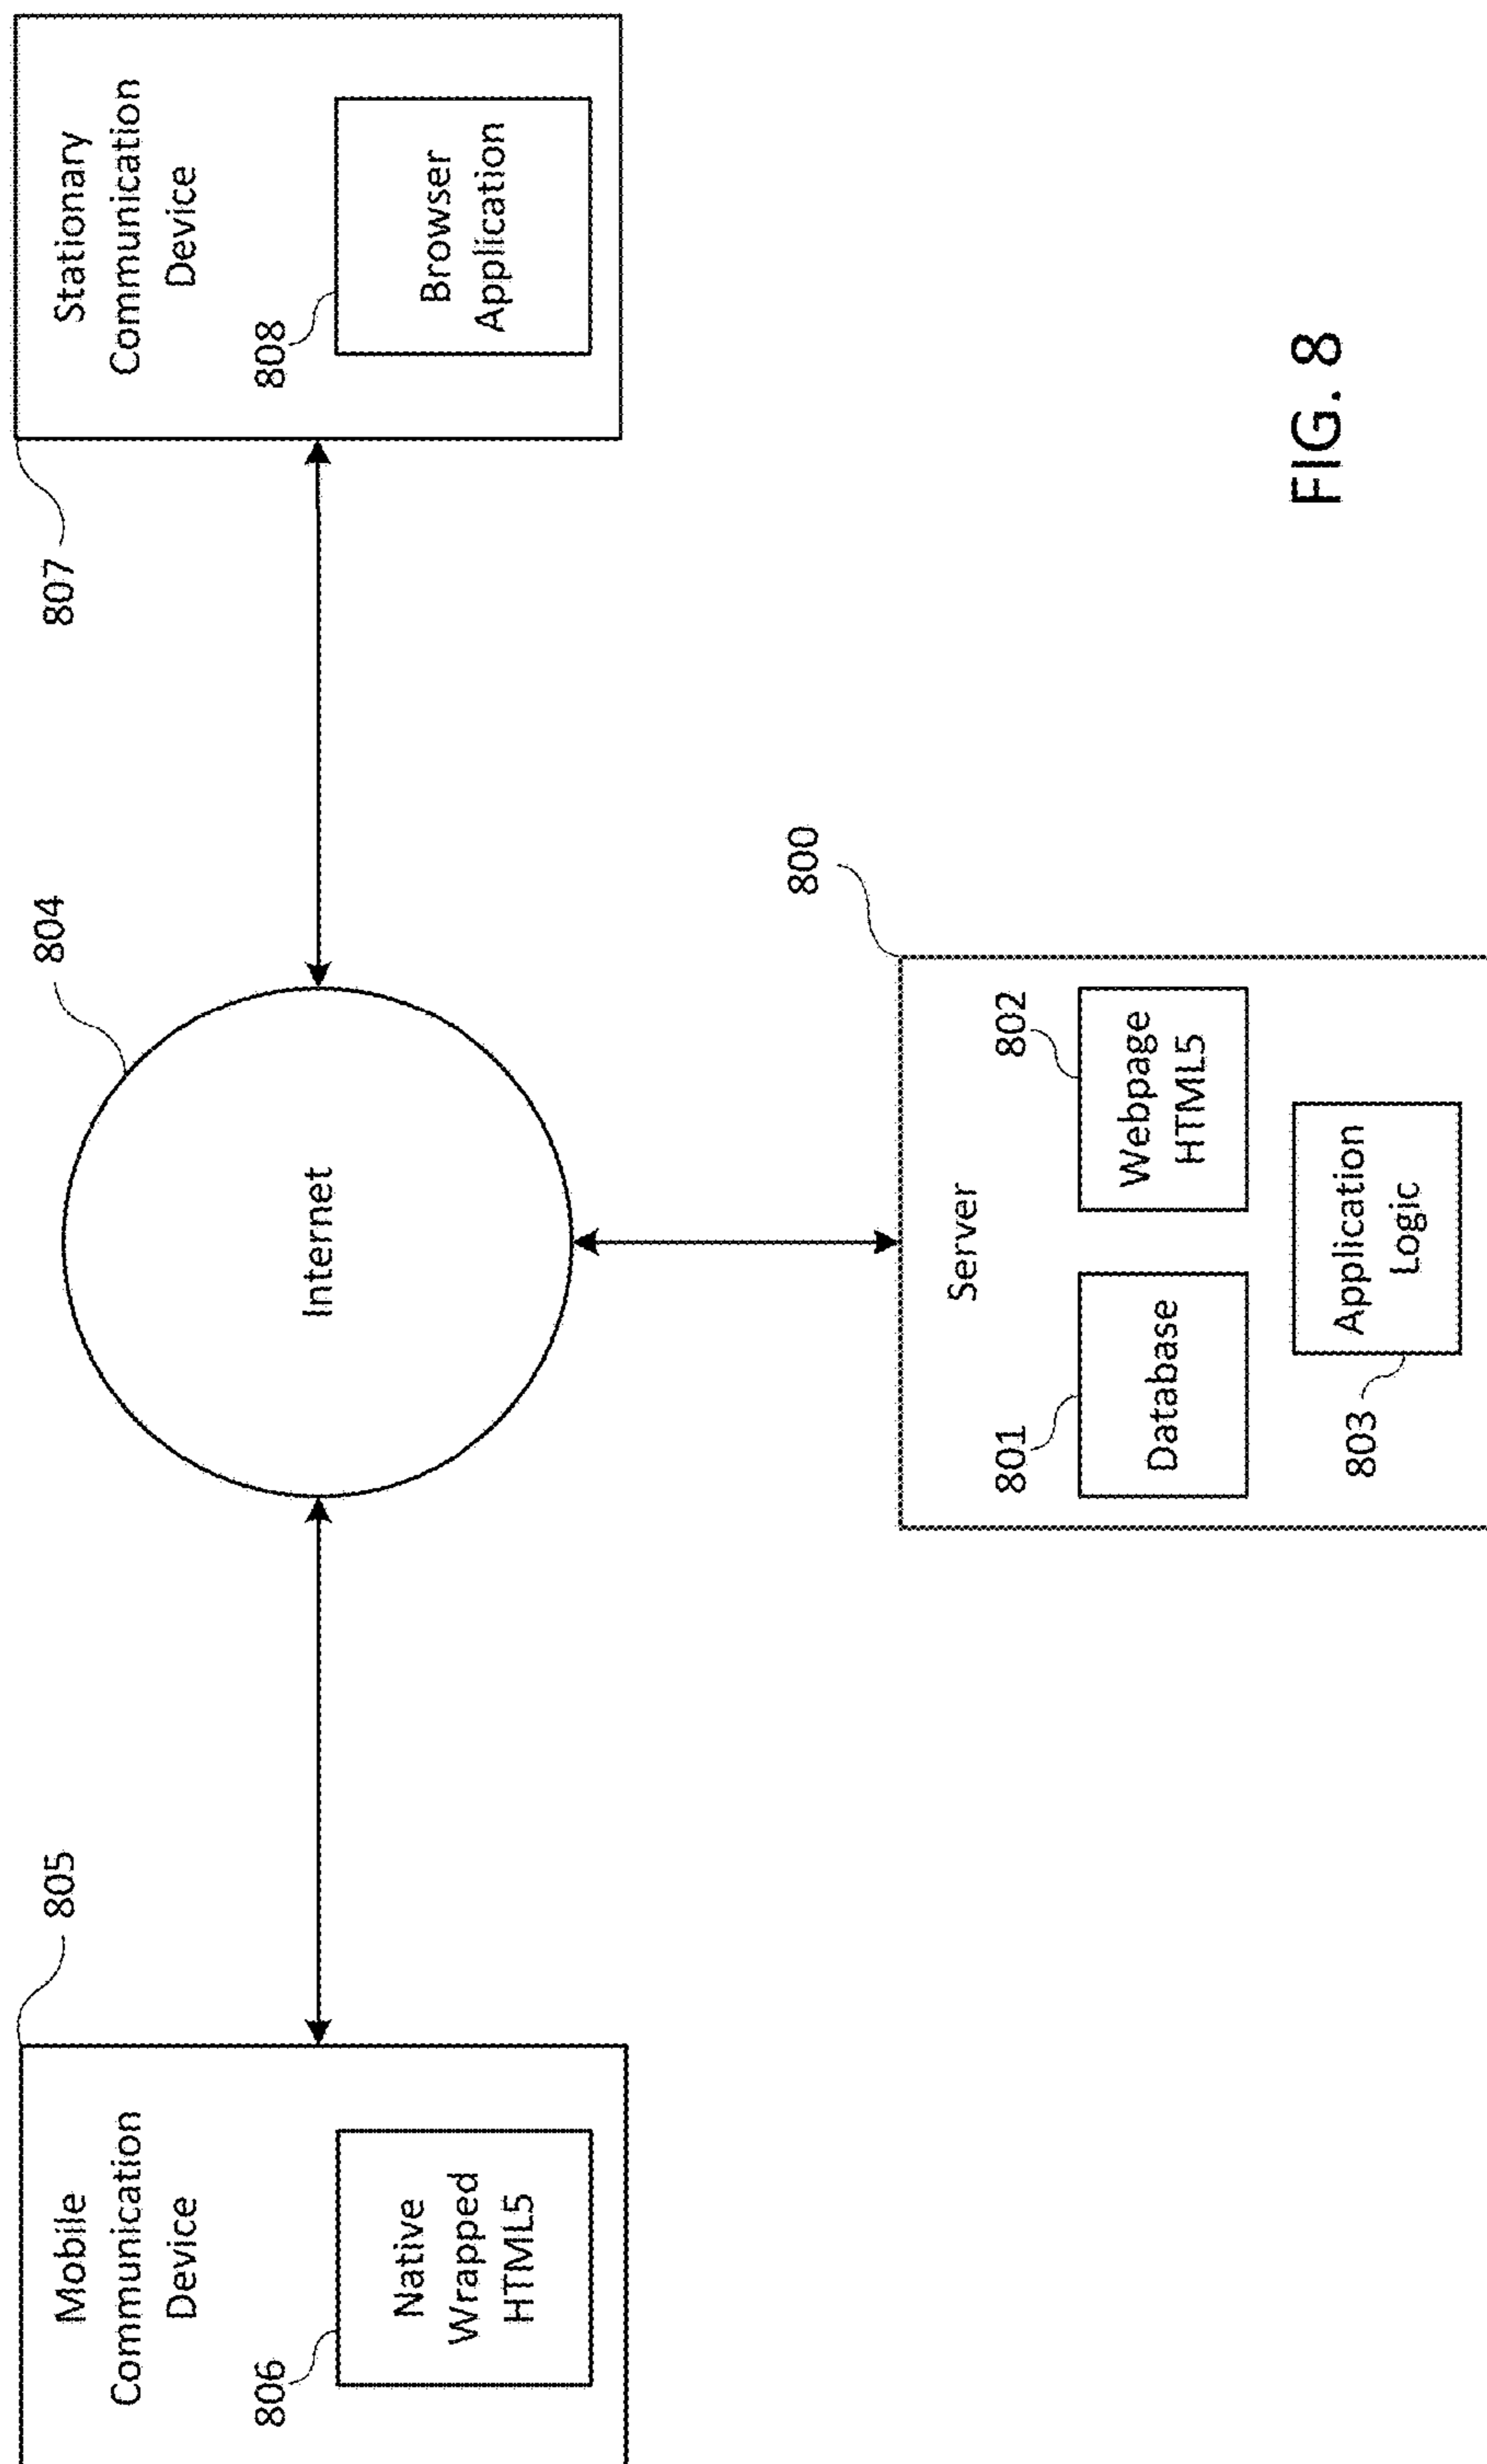 805
Mobile
Communication
Device
806
Native
Wrapped
HTML5
804
Internet
807
Stationary
Communication
Device
808
Browser
Application
800
Server
801
Database
802
Webpage
HTML5
803
Application
Logic
FIG. 8